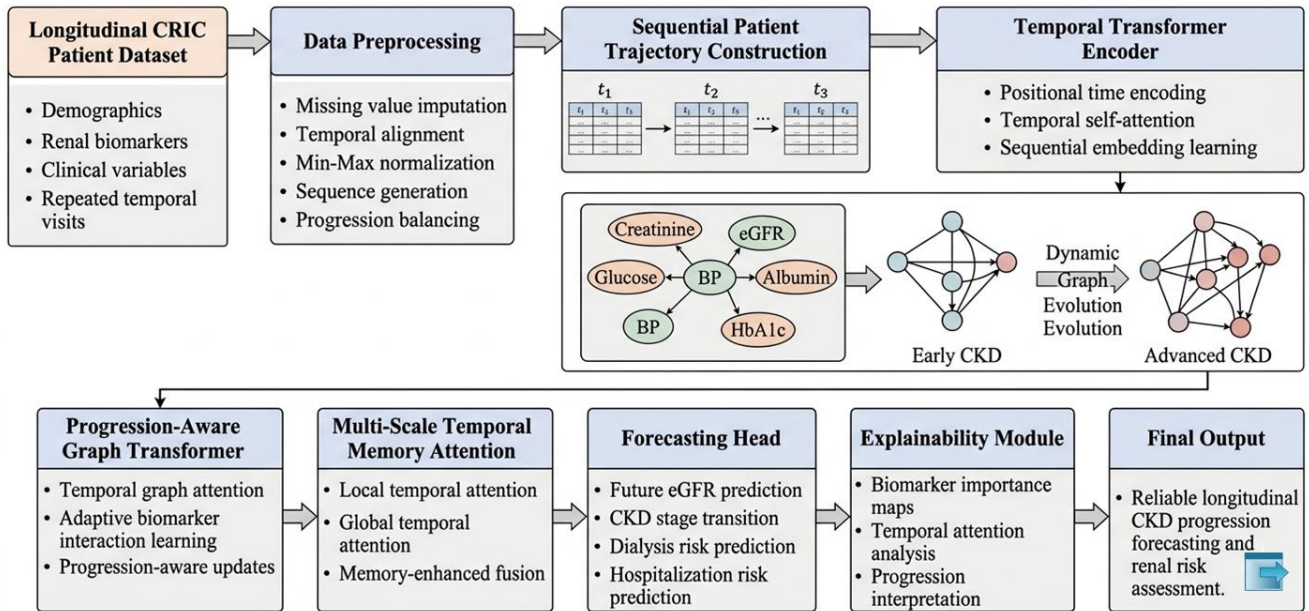 Longitudinal CRIC
Patient Dataset
• Demographics
• Renal biomarkers
• Clinical variables
• Repeated temporal
visits
Data Preprocessing
• Missing value imputation
• Temporal alignment
• Min-Max normalization
• Sequence generation
• Progression balancing
Sequential Patient
Trajectory Construction
t1 t2 t3
...
Temporal Transformer
Encoder
• Positional time encoding
• Temporal self-attention
• Sequential embedding learning
Creatinine
eGFR
Glucose
BP
Albumin
BP
HbA1c
Early CKD
Dynamic
Graph
Evolution
Evolution
Advanced CKD
Progression-Aware
Graph Transformer
• Temporal graph attention
• Adaptive biomarker
interaction learning
• Progression-aware updates
Multi-Scale Temporal
Memory Attention
• Local temporal attention
• Global temporal
attention
• Memory-enhanced fusion
Forecasting Head
• Future eGFR prediction
• CKD stage transition
• Dialysis risk prediction
• Hospitalization risk
prediction
Explainability Module
• Biomarker importance
maps
• Temporal attention
analysis
• Progression
interpretation
Final Output
• Reliable longitudinal
CKD progression
forecasting and
renal risk
assessment.